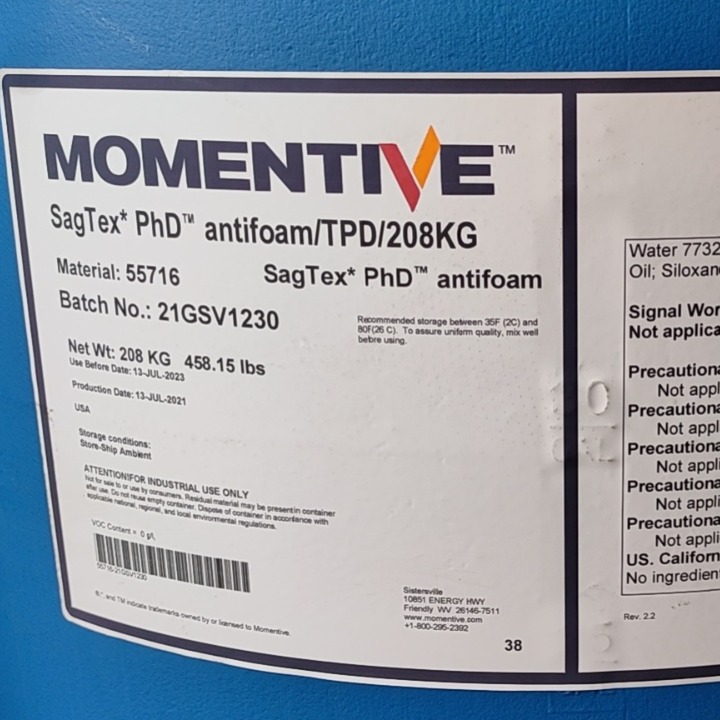 MOMENTIVE™
SagTex* PhD™ antifoam/TPD/208KG
Material: 55716 SagTex* PhD™ antifoam
Batch No.: 21GSV1230
Recommended storage between 35F (2C) and
80F(26 C). To assure uniform quality, mix well
before using.
Net Wt: 208 KG 458.15 lbs
Use Before Date: 13-JUL-2023
Production Date: 13-JUL-2021
USA
Storage conditions:
Store-Ship Ambient
ATTENTION!FOR INDUSTRIAL USE ONLY
Not for sale to or use by consumers. Residual material may be present in container
after use. Do not reuse empty container. Dispose of container in accordance with
applicable national, regional, and local environmental regulations.
VOC Content = 0 g/L
55716-21GSV1230
®,*, and TM indicate trademarks owned by or licensed to Momentive.
Sistersville
10851 ENERGY HWY
Friendly WV 26146-7511
www.momentive.com
+1-800-295-2392
38
Water 7732
Oil; Siloxan
Signal Wor
Not applica
Precautiona
Not appl
Precautiona
Not appl
Precautiona
Not appli
Precautiona
Not appli
Precautiona
Not appli
US. Californ
No ingredien
Rev. 2.2